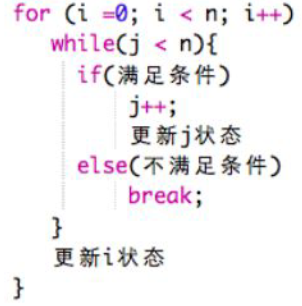 for (i =0; i < n; i++)
while(j < n){
if(满足条件)
j++;
更新j状态
else(不满足条件)
break;
}
更新i状态
}